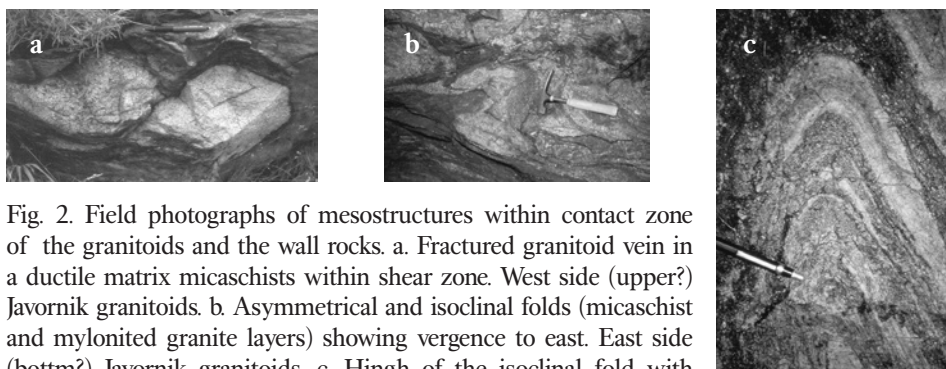 a
b
c
Fig. 2. Field photographs of mesostructures within contact zone
of the granitoids and the wall rocks. a. Fractured granitoid vein in
a ductile matrix micaschists within shear zone. West side (upper?)
Javornik granitoids. b. Asymmetrical and isoclinal folds (micaschist
and mylonited granite layers) showing vergence to east. East side
(bottm?) Javornik granitoids. c. Hingh of the isoclinal fold with